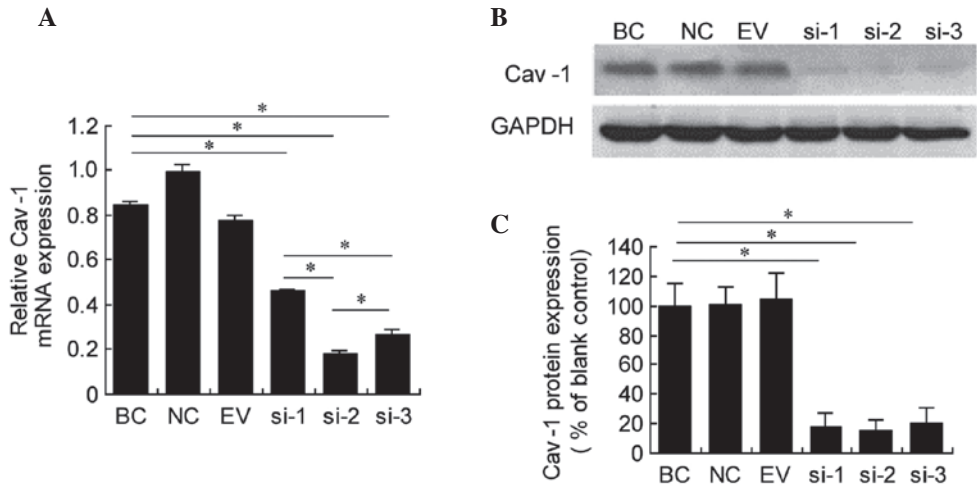 A
Relative Cav-1
mRNA expression
1.2
1.0
0.8
0.6
0.4
0.2
0
*
*
*
*
*
*
BC NC EV si-1 si-2 si-3
B
BC NC EV si-1 si-2 si-3
Cav -1
GAPDH
C
Cav -1 protein expression
( % of blank control)
140
120
100
80
60
40
20
0
*
*
*
BC NC EV si-1 si-2 si-3